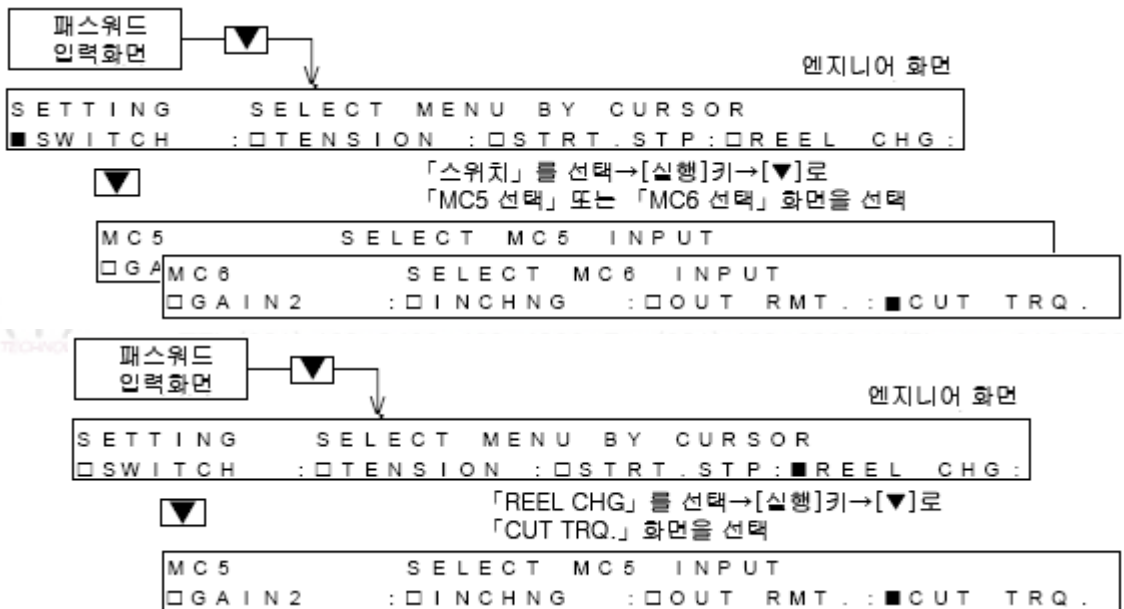 패스워드
입력화면
▼
엔지니어 화면
SETTING SELECT MENU BY CURSOR
■SWITCH :□TENSION :□STRT.STP:□REEL CHG:
▼
「스위치」를 선택→[실행]키→[▼]로
「MC5 선택」또는 「MC6 선택」화면을 선택
MC5 SELECT MC5 INPUT
□GA
MC6 SELECT MC6 INPUT
□GAIN2 :□INCHNG :□OUT RMT.:■CUT TRQ.
패스워드
입력화면
▼
엔지니어 화면
SETTING SELECT MENU BY CURSOR
□SWITCH :□TENSION :□STRT.STP:■REEL CHG:
▼
「REEL CHG」를 선택→[실행]키→[▼]로
「CUT TRQ.」화면을 선택
MC5 SELECT MC5 INPUT
□GAIN2 :□INCHNG :□OUT RMT.:■CUT TRQ.